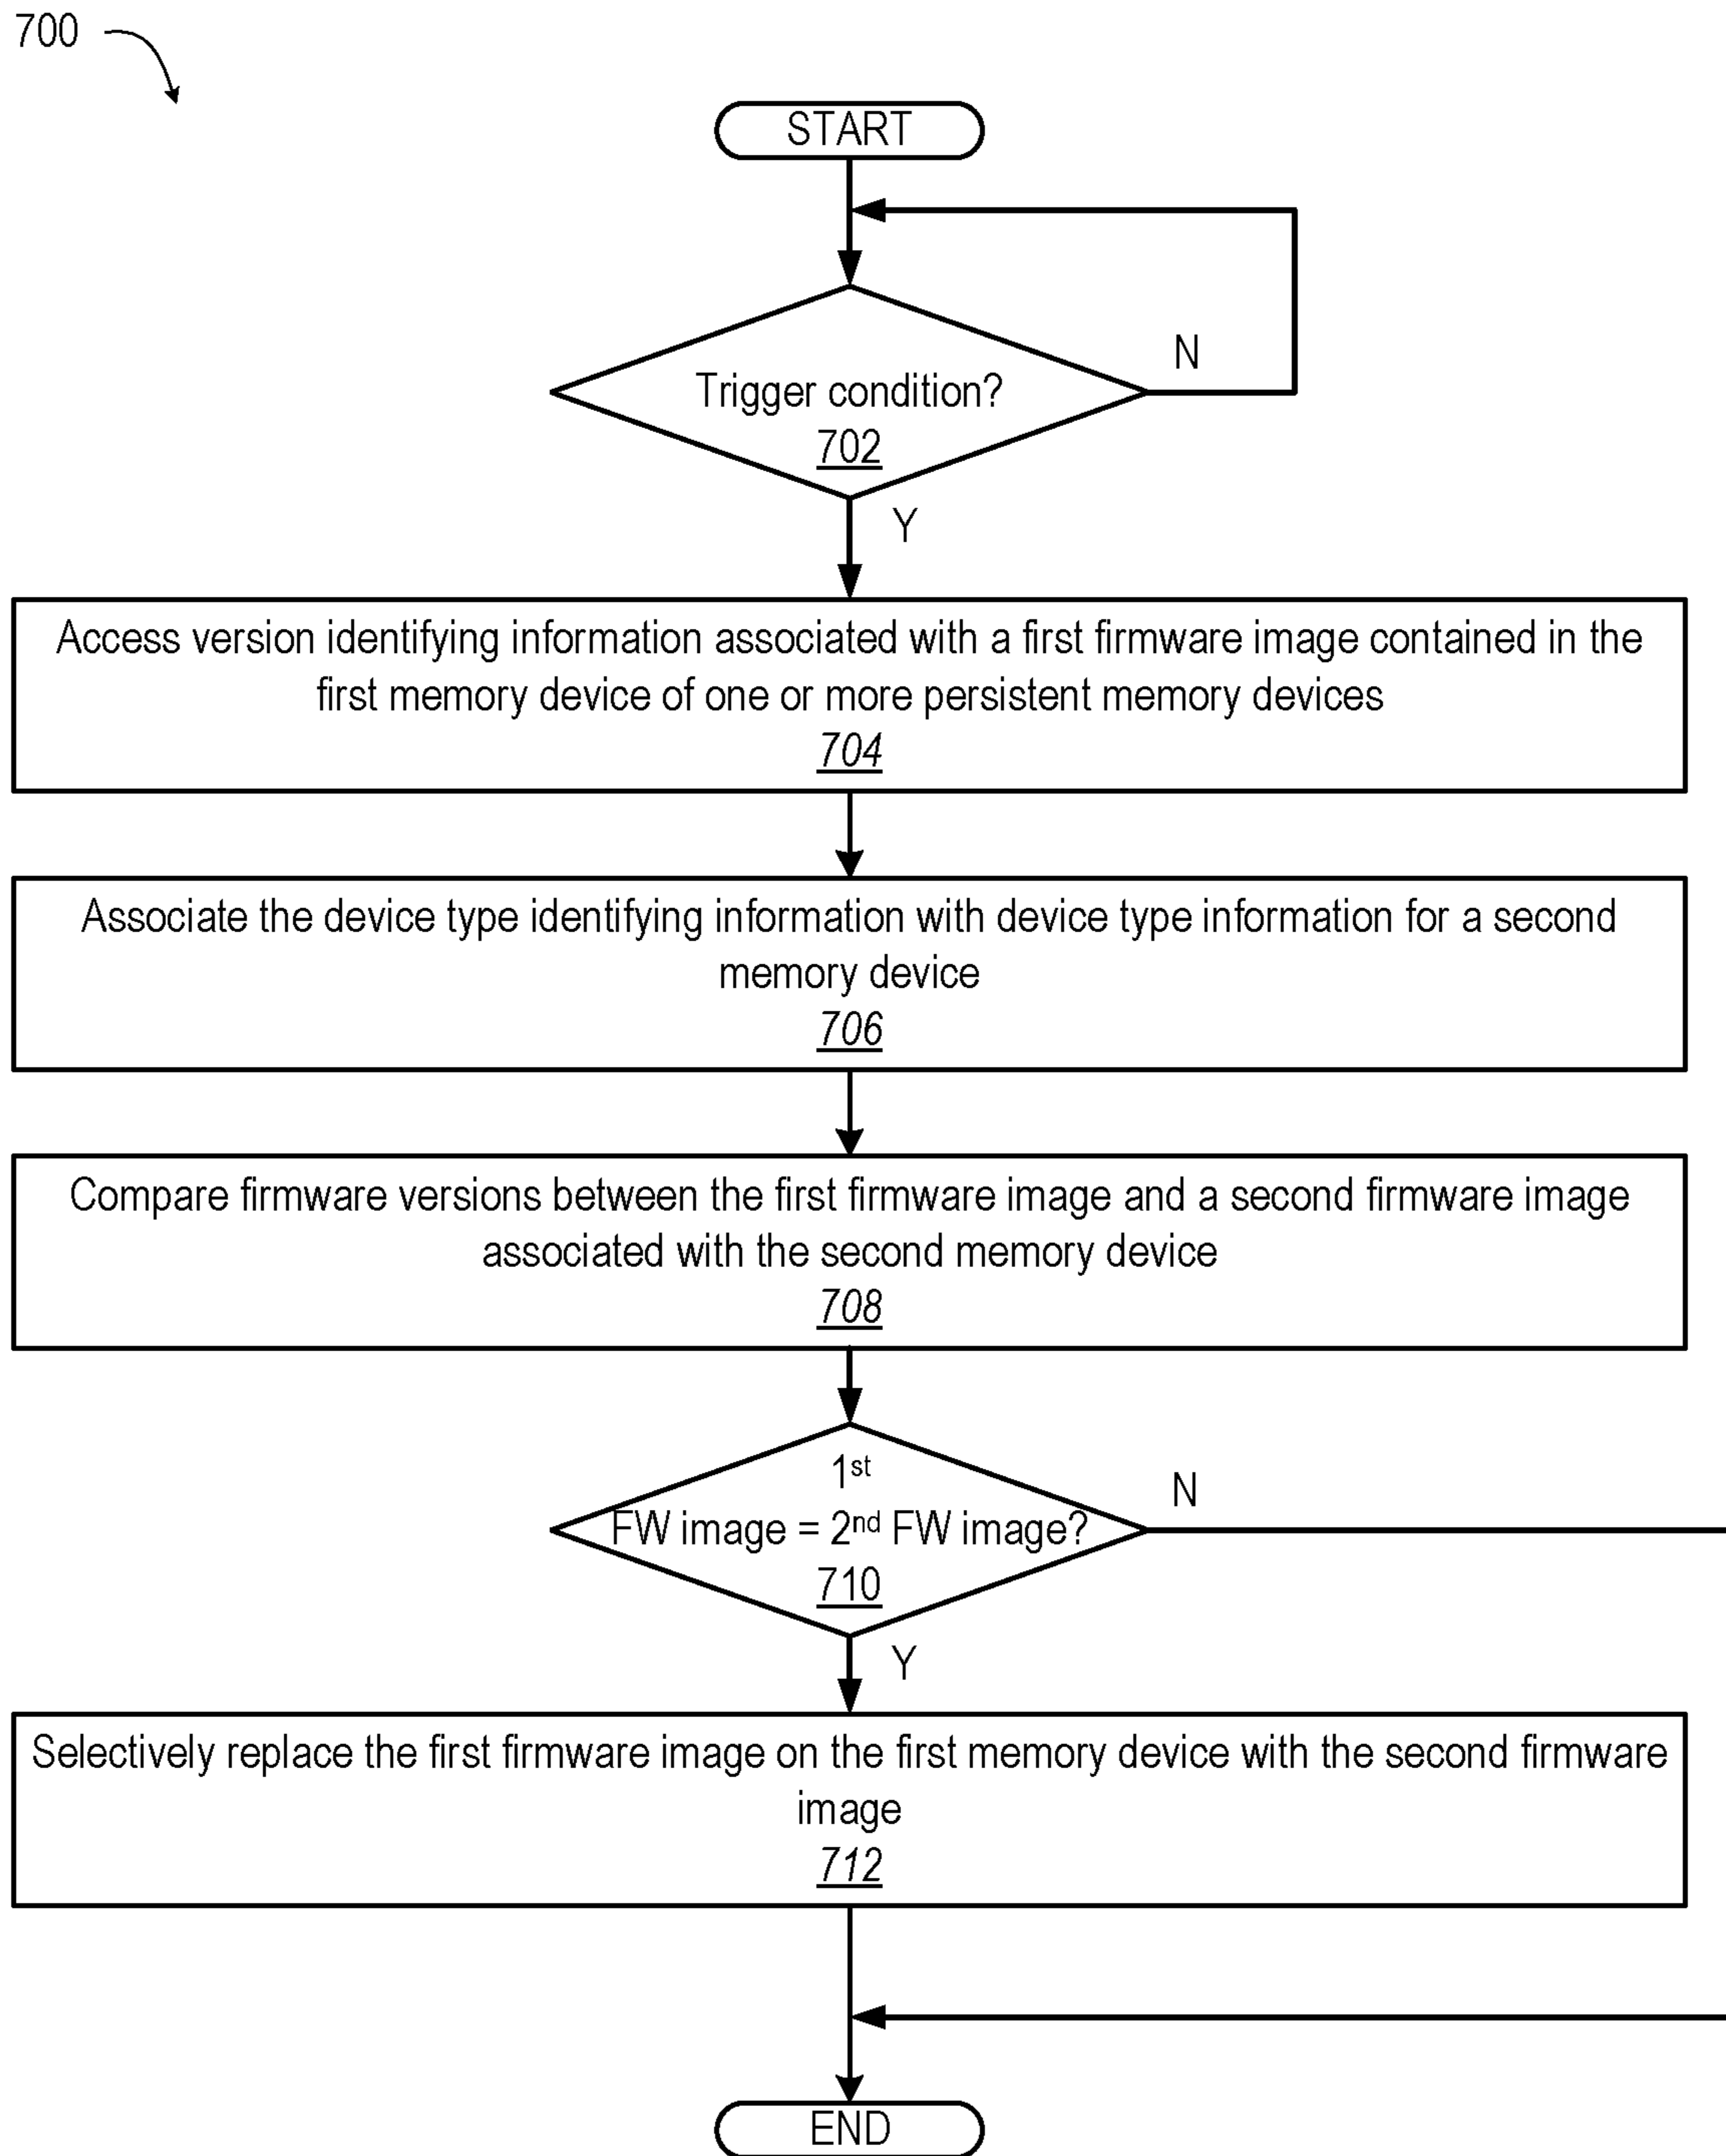 700
START
Trigger condition?
702
N
Y
Access version identifying information associated with a first firmware image contained in the
first memory device of one or more persistent memory devices
704
Associate the device type identifying information with device type information for a second
memory device
706
Compare firmware versions between the first firmware image and a second firmware image
associated with the second memory device
708
1st
FW image = 2nd FW image?
710
N
Y
Selectively replace the first firmware image on the first memory device with the second firmware
image
712
END